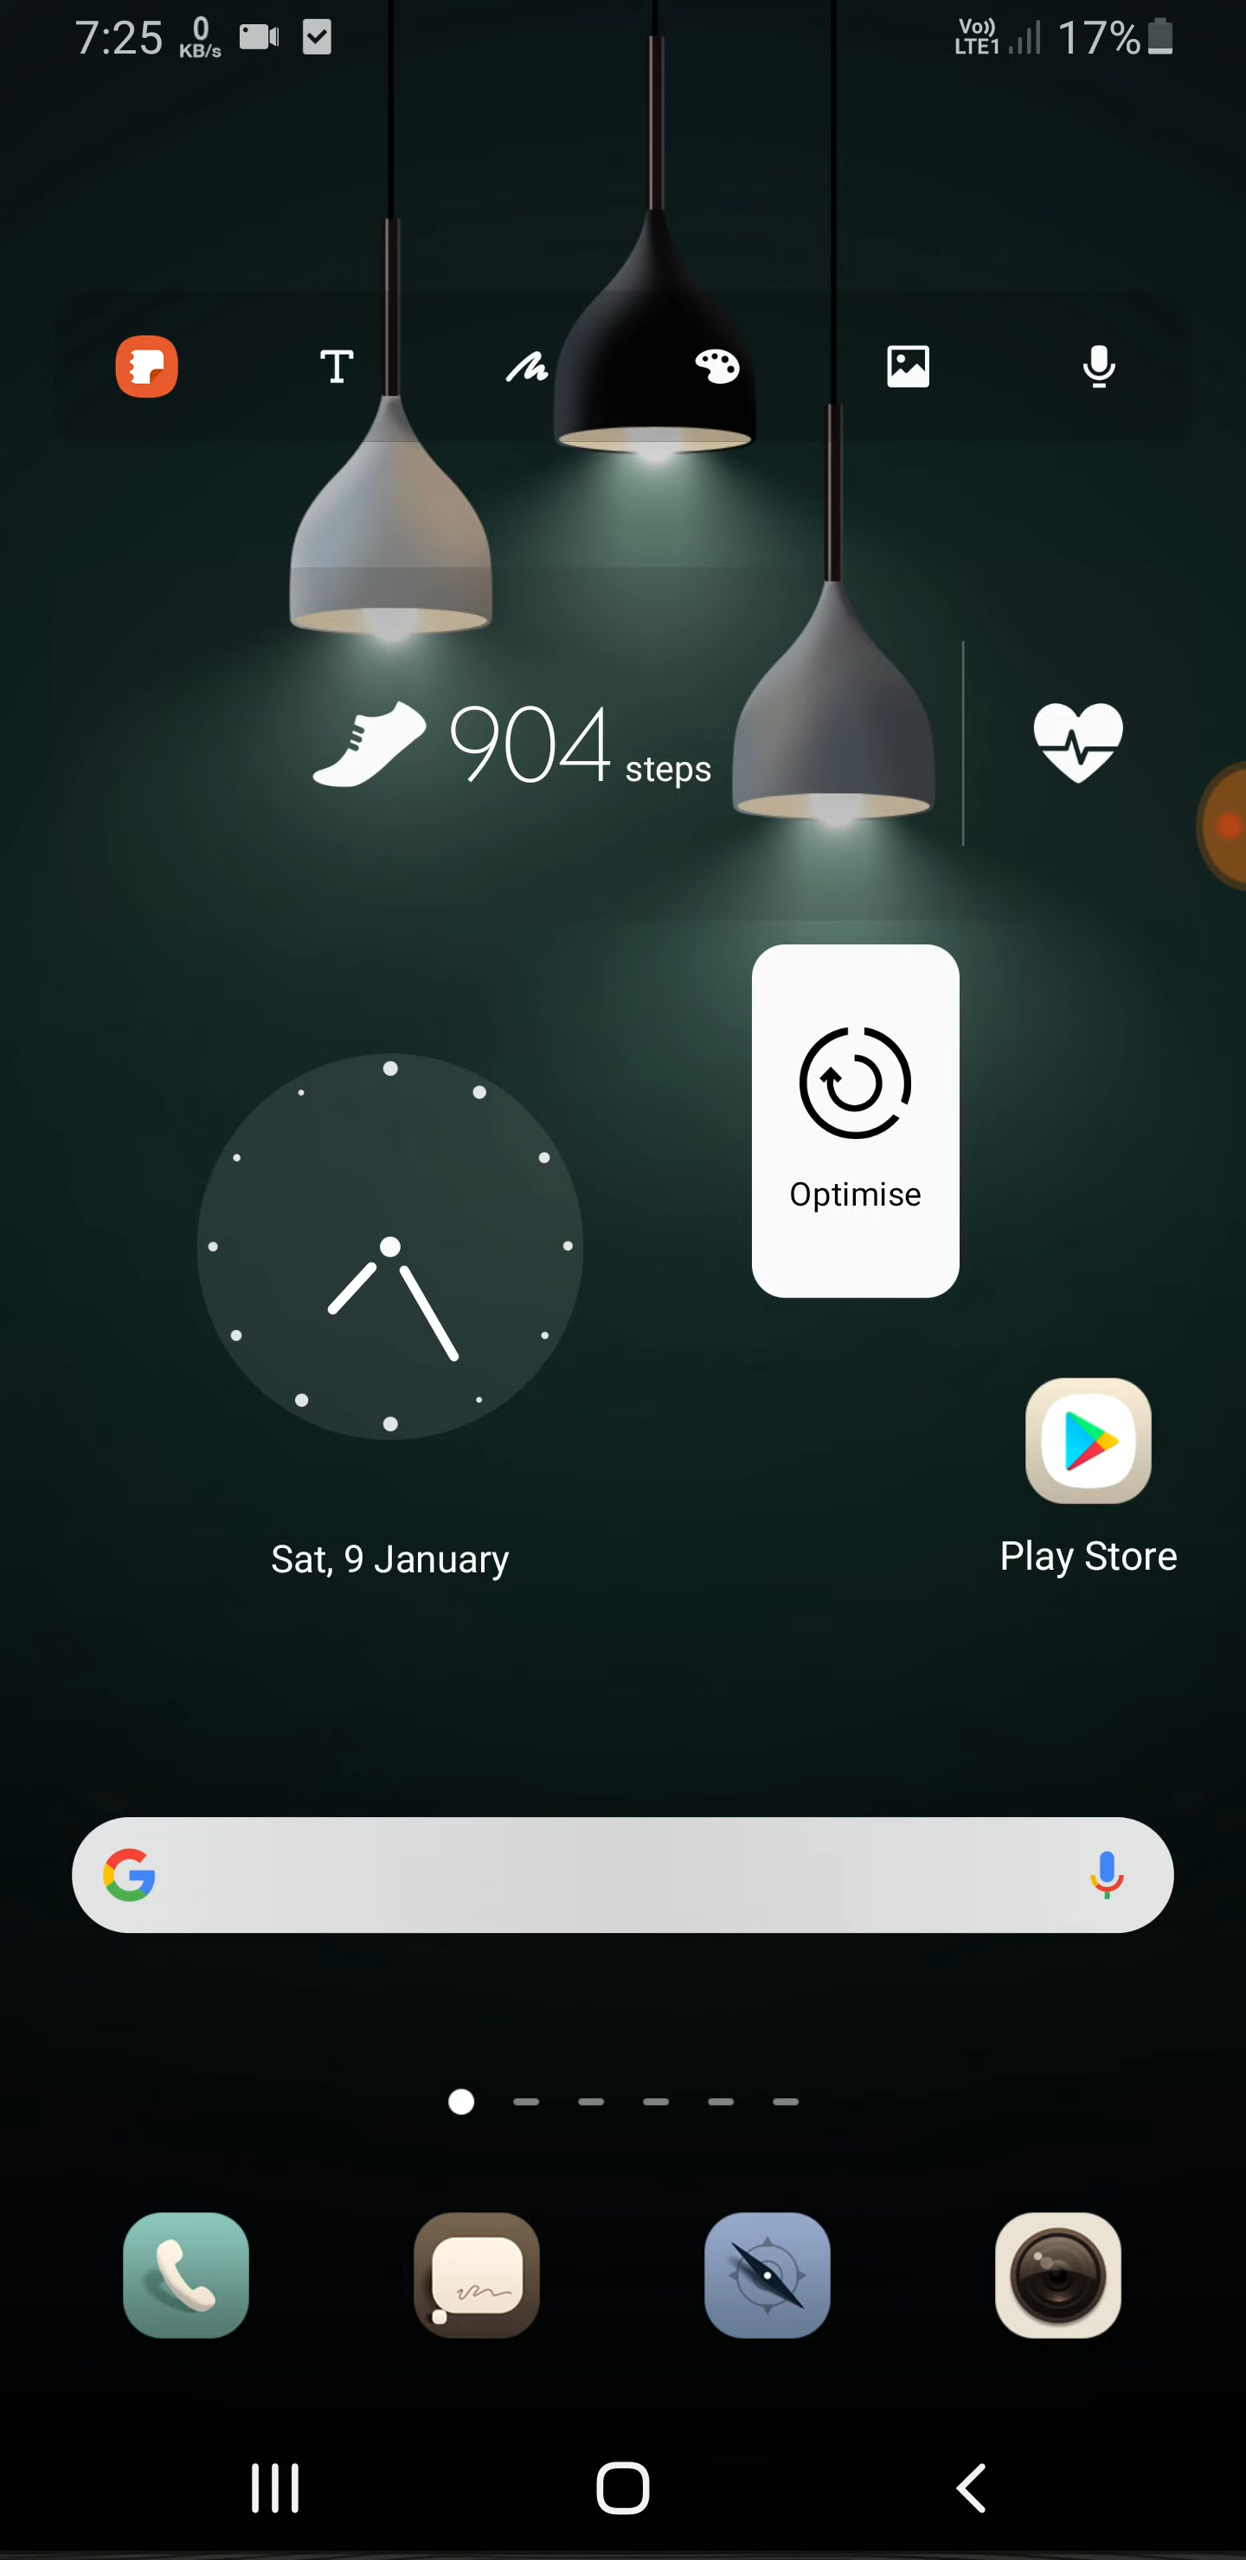 7:25 0 KB/s Vo)) LTE1 17%
T
904 steps
Optimise
Sat, 9 January
Play Store
G